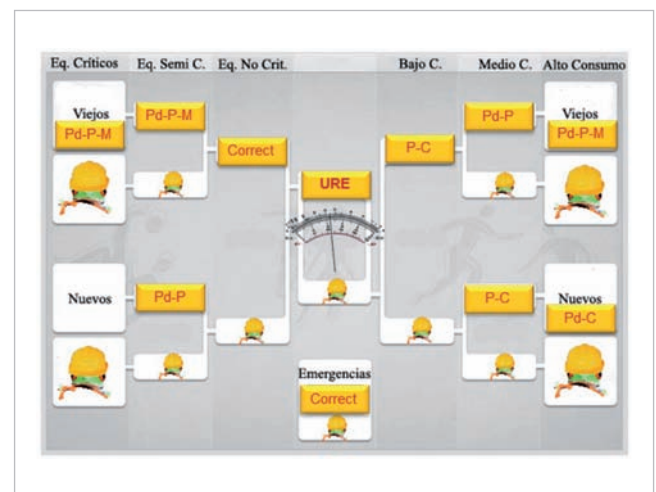 Eq. Críticos Eq. Semi C. Eq. No Crit. Bajo C. Medio C. Alto Consumo
Viejos Pd-P-M Pd-P Viejos
Pd-P-M Correct P-C Pd-P-M
URE
Nuevos Pd-P P-C Nuevos
Pd-C
Emergencias
Correct